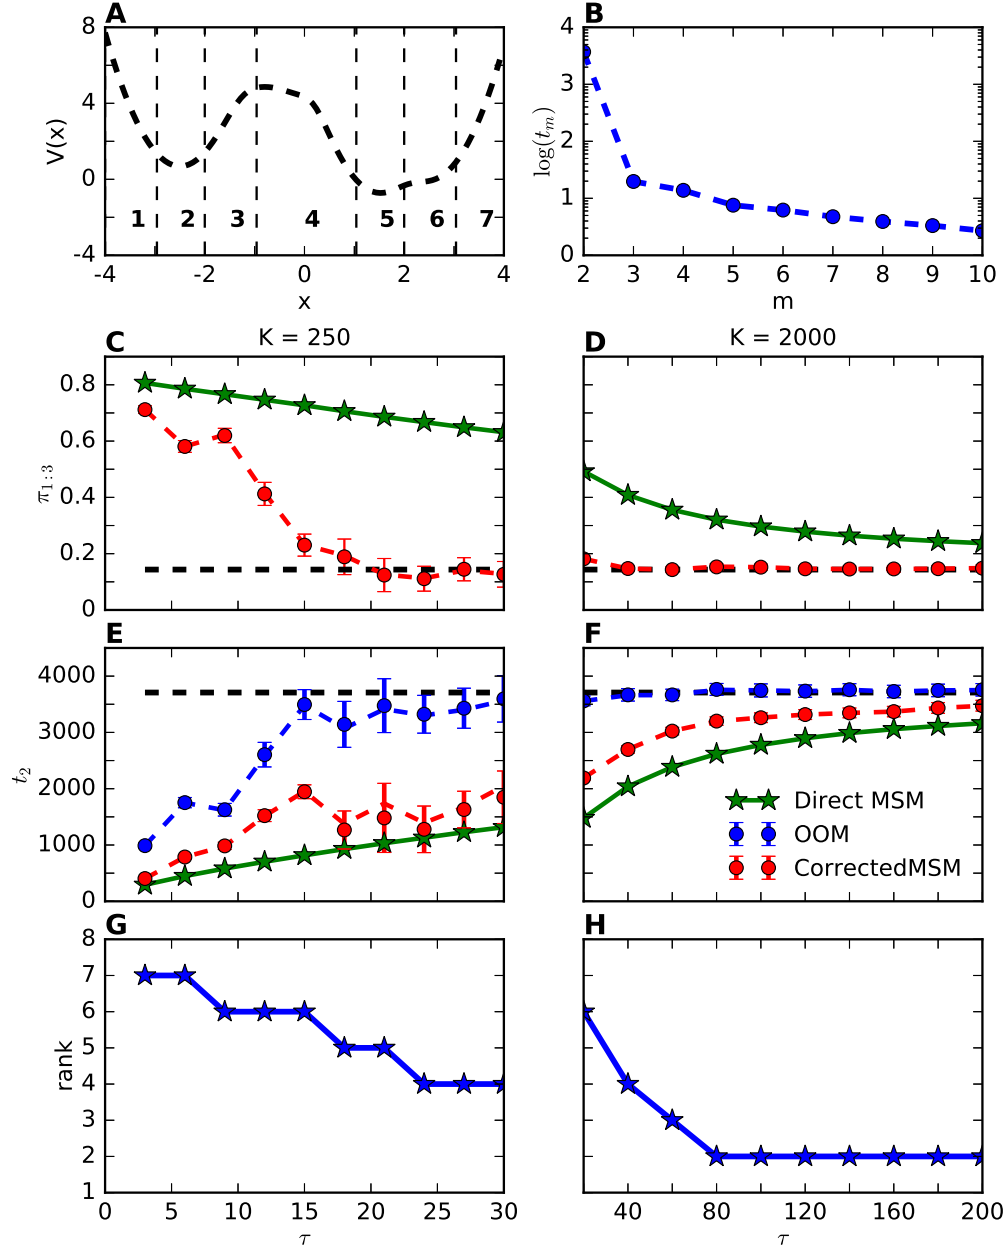 A
8
4
0
-4
V(x)
1 2 3 4 5 6 7
-4 -2 0 2 4
x
B
4
3
2
1
0
log(t_m)
2 3 4 5 6 7 8 9 10
m
C
K = 250
0.8
0.6
0.4
0.2
0
π_{1:3}
D
K = 2000
E
4000
3000
2000
1000
0
t_2
F
Direct MSM
OOM
CorrectedMSM
G
8
7
6
5
4
3
2
1
rank
0 5 10 15 20 25 30
τ
H
40 80 120 160 200
τ